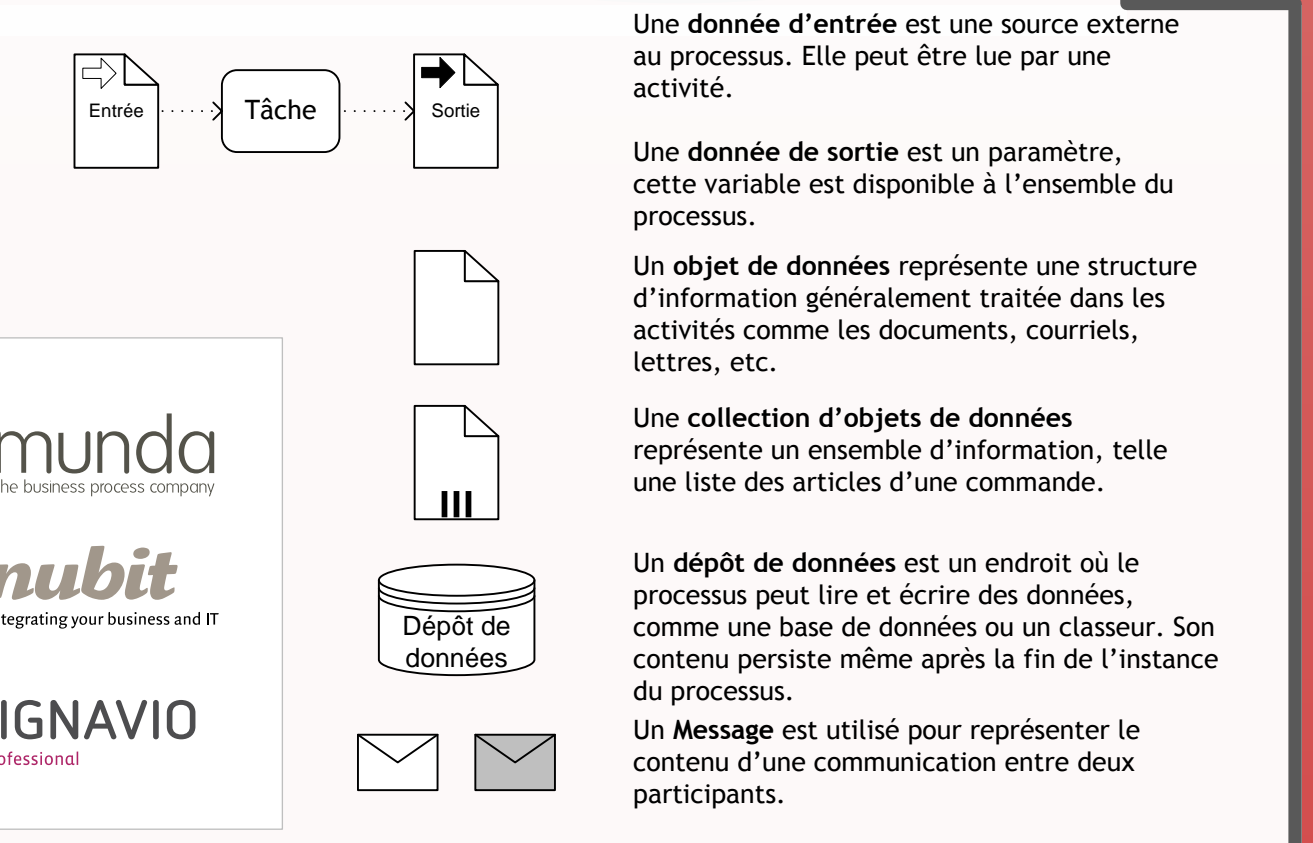 Une donnée d’entrée est une source externe
au processus. Elle peut être lue par une
activité.
Entrée
Tâche
Sortie
Une donnée de sortie est un paramètre,
cette variable est disponible à l’ensemble du
processus.
Un objet de données représente une structure
d’information généralement traitée dans les
activités comme les documents, courriels,
lettres, etc.
Une collection d’objets de données
représente un ensemble d’information, telle
une liste des articles d’une commande.
Un dépôt de données est un endroit où le
processus peut lire et écrire des données,
comme une base de données ou un classeur. Son
contenu persiste même après la fin de l’instance
du processus.
Dépôt de
données
Un Message est utilisé pour représenter le
contenu d’une communication entre deux
participants.
munda
he business process company
nubit
tegrating your business and IT
IGNAVIO
ofessional